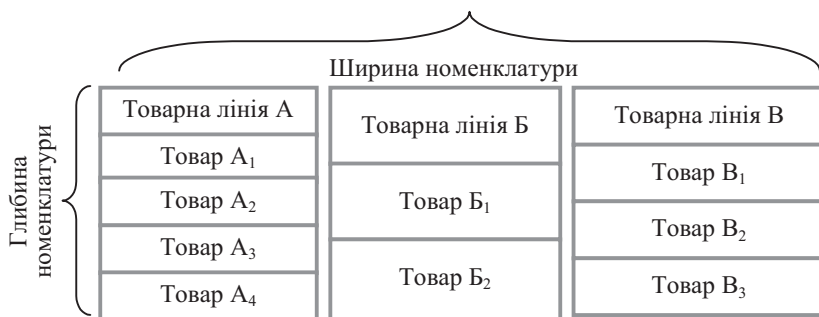 Ширина номенклатури
Глибина
номенклатури
Товарна лінія А
Товар А₁
Товар А₂
Товар А₃
Товар А₄
Товарна лінія Б
Товар Б₁
Товар Б₂
Товарна лінія В
Товар В₁
Товар В₂
Товар В₃